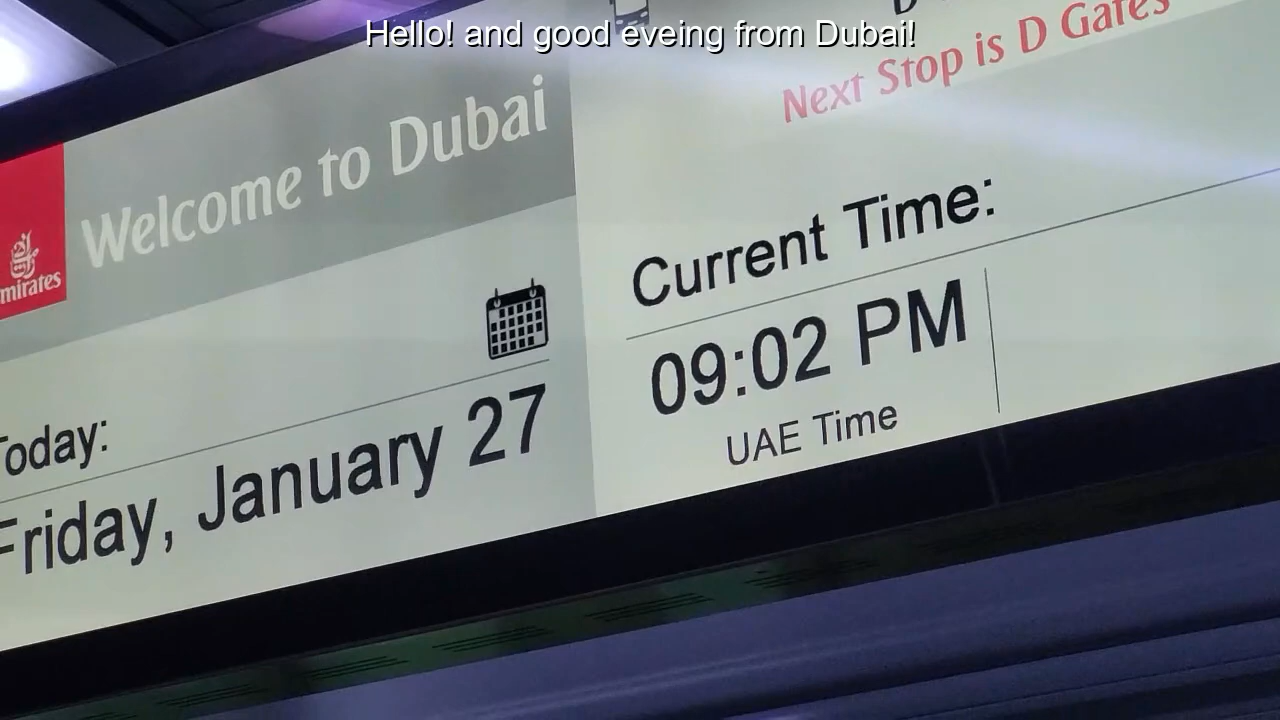 Hello! and good eveing from Dubai!
Next Stop is D Gates
Welcome to Dubai
mirates
Today:
Friday, January 27
Current Time:
09:02 PM
UAE Time